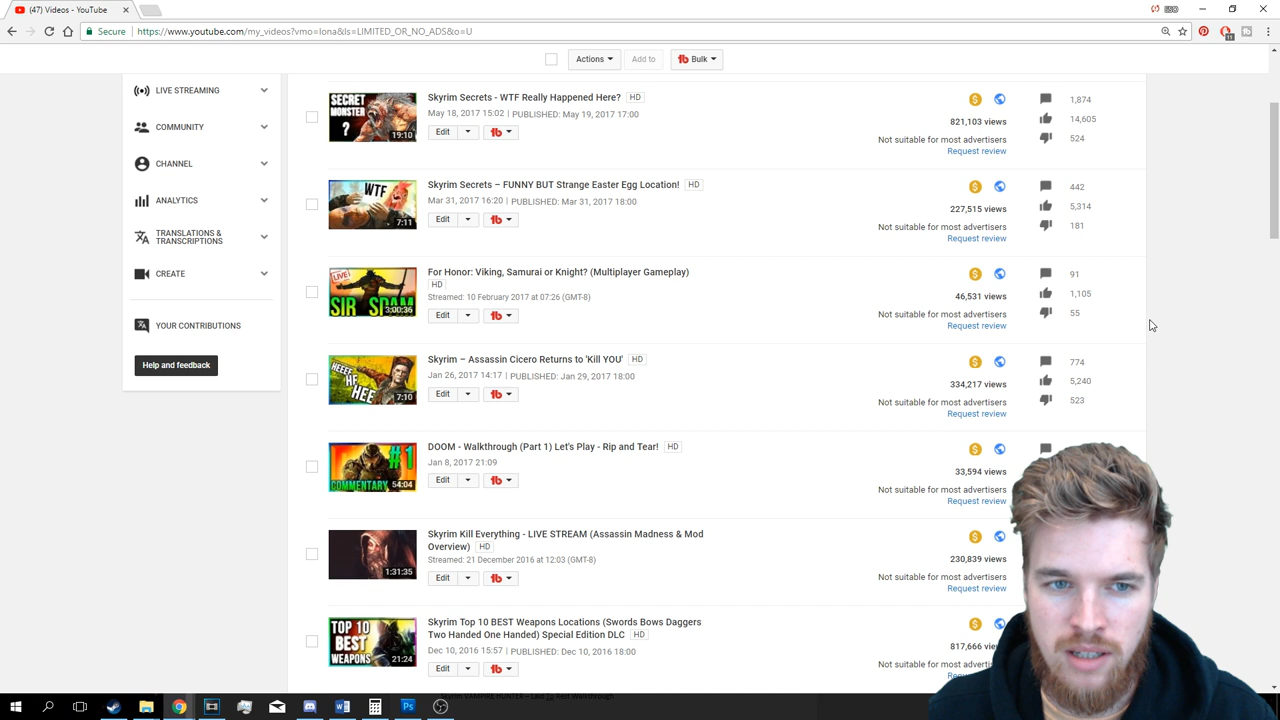 (47) Videos - YouTube
Secure https://www.youtube.com/my_videos?vmo=lona&ls=LIMITED_OR_NO_ADS&o=U
11
Actions
Add to
tb Bulk
LIVE STREAMING
COMMUNITY
CHANNEL
ANALYTICS
TRANSLATIONS &
TRANSCRIPTIONS
CREATE
YOUR CONTRIBUTIONS
Help and feedback
SECRET
MONSTER
?
19:10
Skyrim Secrets - WTF Really Happened Here? HD
May 18, 2017 15:02 | PUBLISHED: May 19, 2017 17:00
Edit
821,103 views
Not suitable for most advertisers
Request review
1,874
14,605
524
WTF
7:11
Skyrim Secrets – FUNNY BUT Strange Easter Egg Location! HD
Mar 31, 2017 16:20 | PUBLISHED: Mar 31, 2017 18:00
Edit
227,515 views
Not suitable for most advertisers
Request review
442
5,314
181
LIVE
SIR SPAM
3:00:36
For Honor: Viking, Samurai or Knight? (Multiplayer Gameplay)
HD
Streamed: 10 February 2017 at 07:26 (GMT-8)
Edit
46,531 views
Not suitable for most advertisers
Request review
91
1,105
55
HEEEE
HF
HEE
7:10
Skyrim – Assassin Cicero Returns to 'Kill YOU' HD
Jan 26, 2017 14:17 | PUBLISHED: Jan 29, 2017 18:00
Edit
334,217 views
Not suitable for most advertisers
Request review
774
5,240
523
#1
COMMENTARY
54:04
DOOM - Walkthrough (Part 1) Let's Play - Rip and Tear! HD
Jan 8, 2017 21:09
Edit
33,594 views
Not suitable for most advertisers
Request review
1:31:35
Skyrim Kill Everything - LIVE STREAM (Assassin Madness & Mod
Overview) HD
Streamed: 21 December 2016 at 12:03 (GMT-8)
Edit
230,839 views
Not suitable for most advertisers
Request review
TOP 10
BEST
WEAPONS
21:24
Skyrim Top 10 BEST Weapons Locations (Swords Bows Daggers
Two Handed One Handed) Special Edition DLC HD
Dec 10, 2016 15:57 | PUBLISHED: Dec 10, 2016 18:00
Edit
817,666
Not suitable for most